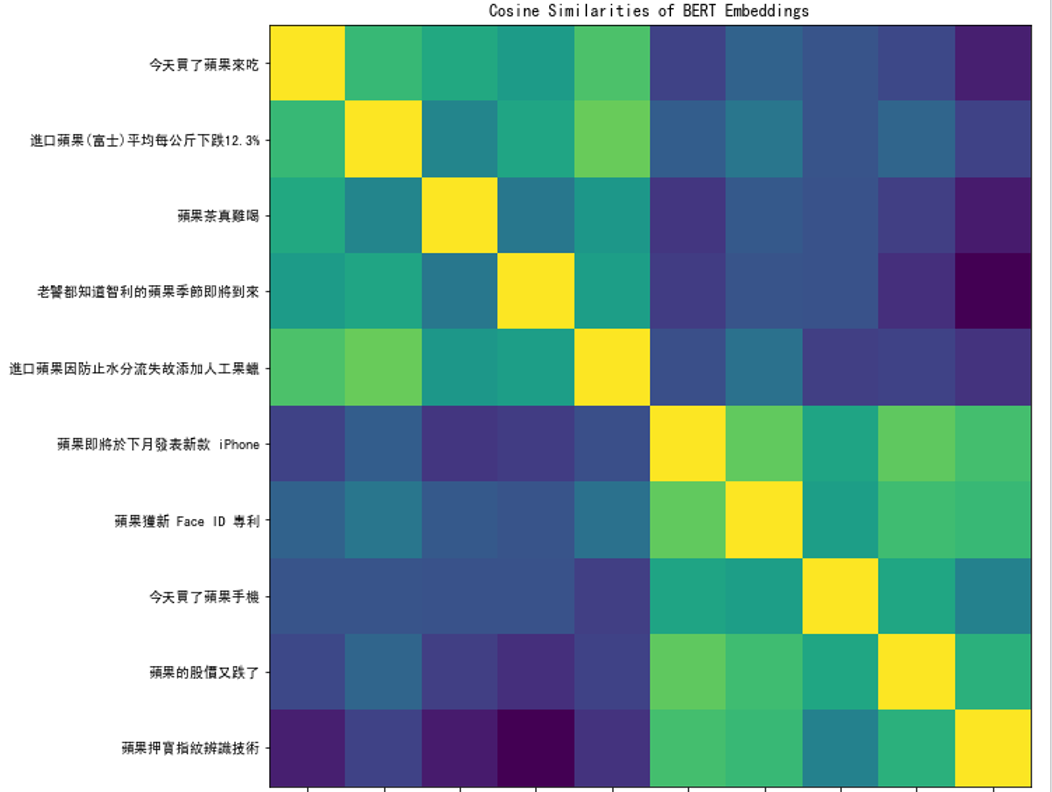 Cosine Similarities of BERT Embeddings
今天買了蘋果來吃
進口蘋果(富士)平均每公斤下跌12.3%
蘋果茶真難喝
老饕都知道智利的蘋果季節即將到來
進口蘋果因防止水分流失故添加人工果蠟
蘋果即將於下月發表新款 iPhone
蘋果獲新 Face ID 專利
今天買了蘋果手機
蘋果的股價又跌了
蘋果押寶指紋辨識技術